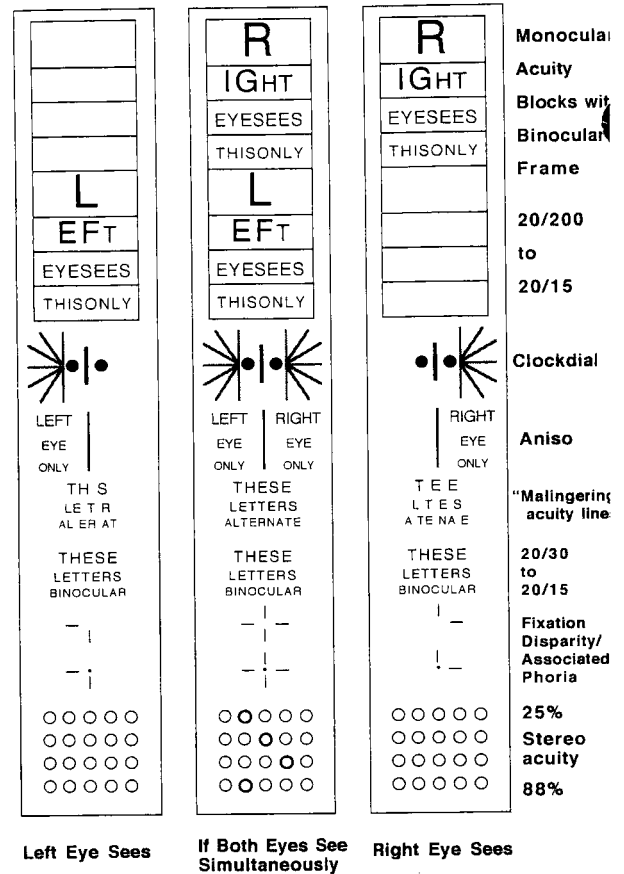 L
EFT
EYESEES
THISONLY
LEFT
EYE
ONLY
TH S
LE T R
AL ER AT
THESE
LETTERS
BINOCULAR
Left Eye Sees
R
IGHT
EYESEES
THISONLY
L
EFT
EYESEES
THISONLY
LEFT RIGHT
EYE EYE
ONLY ONLY
THESE
LETTERS
ALTERNATE
THESE
LETTERS
BINOCULAR
If Both Eyes See
Simultaneously
R
IGHT
EYESEES
THISONLY
RIGHT
EYE
ONLY
T E E
L T E S
A TE NA E
THESE
LETTERS
BINOCULAR
Right Eye Sees
Monocula
Acuity
Blocks wit
Binocular
Frame
20/200
to
20/15
Clockdial
Aniso
"Malingering
acuity line
20/30
to
20/15
Fixation
Disparity/
Associated
Phoria
25%
Stereo
acuity
88%